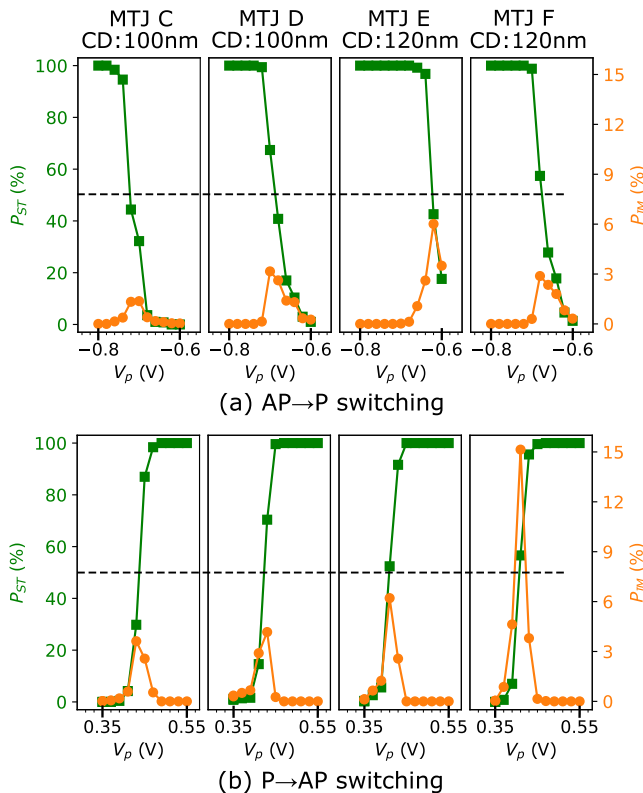 MTJ C MTJ D MTJ E MTJ F
CD:100nm CD:100nm CD:120nm CD:120nm
100
80
60
40
20
0
P_ST (%)
15
12
9
6
3
0
P_IM (%)
−0.8 −0.6 −0.8 −0.6 −0.8 −0.6 −0.8 −0.6
V_p (V) V_p (V) V_p (V) V_p (V)
(a) AP→P switching
100
80
60
40
20
0
P_ST (%)
15
12
9
6
3
0
P_IM (%)
0.35 0.55 0.35 0.55 0.35 0.55 0.35 0.55
V_p (V) V_p (V) V_p (V) V_p (V)
(b) P→AP switching